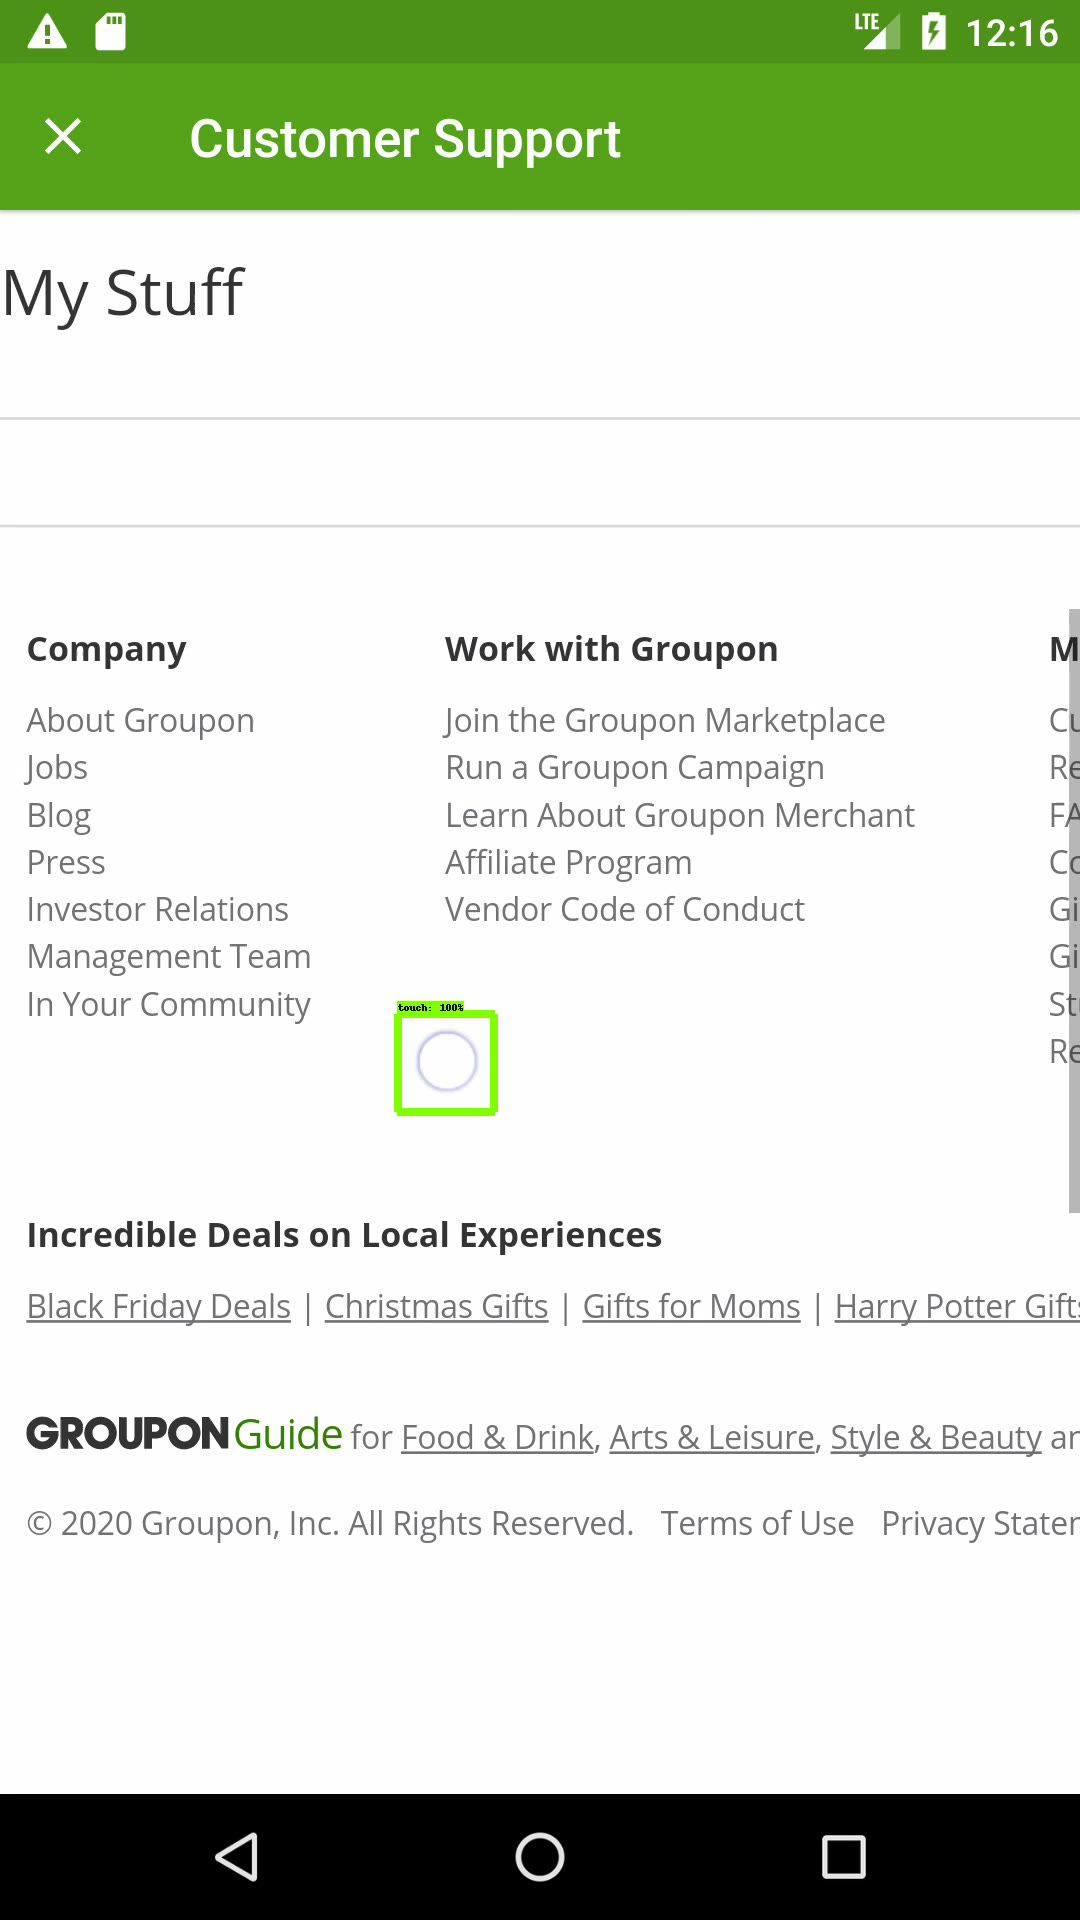 LTE 12:16
Customer Support
My Stuff
Company
About Groupon
Jobs
Blog
Press
Investor Relations
Management Team
In Your Community
Work with Groupon
Join the Groupon Marketplace
Run a Groupon Campaign
Learn About Groupon Merchant
Affiliate Program
Vendor Code of Conduct
M
Cu
Re
FA
Co
Gi
Gi
Stu
Re
touch: 100%
Incredible Deals on Local Experiences
Black Friday Deals | Christmas Gifts | Gifts for Moms | Harry Potter Gifts
GROUPON Guide for Food & Drink, Arts & Leisure, Style & Beauty an
© 2020 Groupon, Inc. All Rights Reserved. Terms of Use Privacy Stater